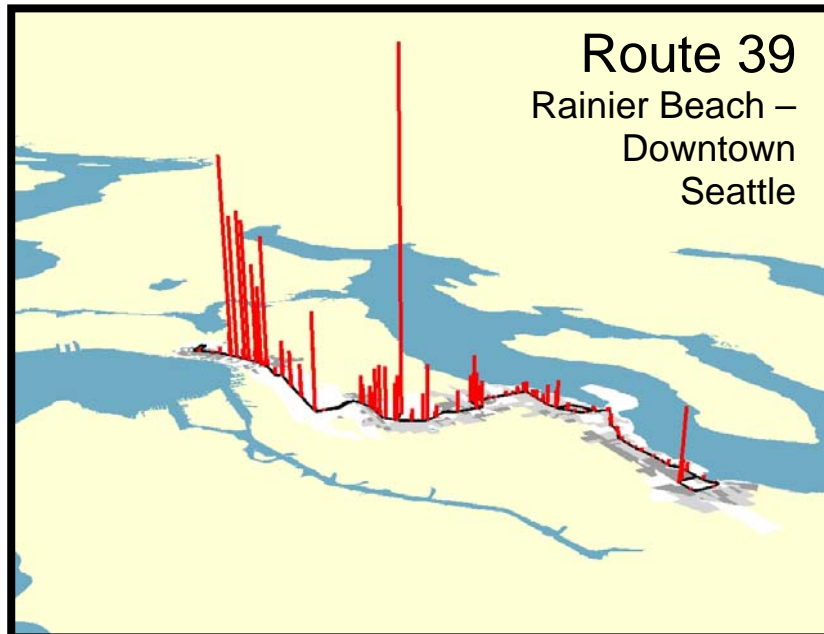 Route 39
Rainier Beach –
Downtown
Seattle